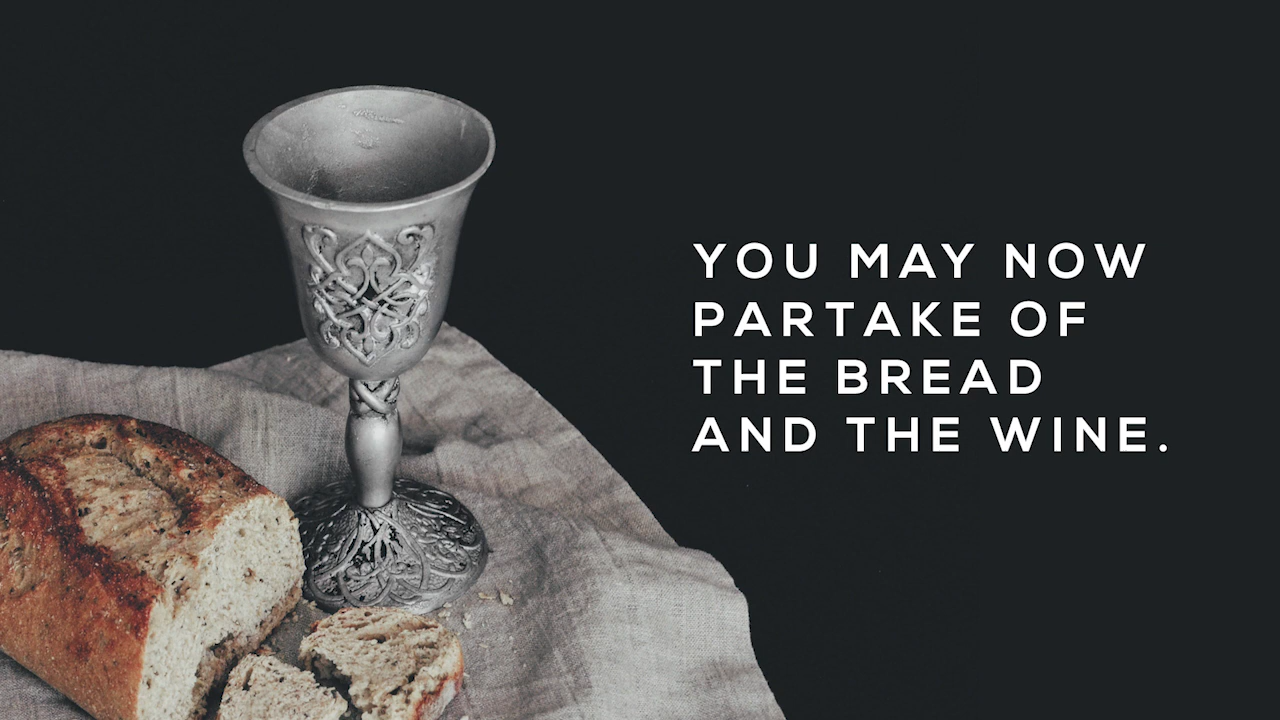 YOU MAY NOW
PARTAKE OF
THE BREAD
AND THE WINE.